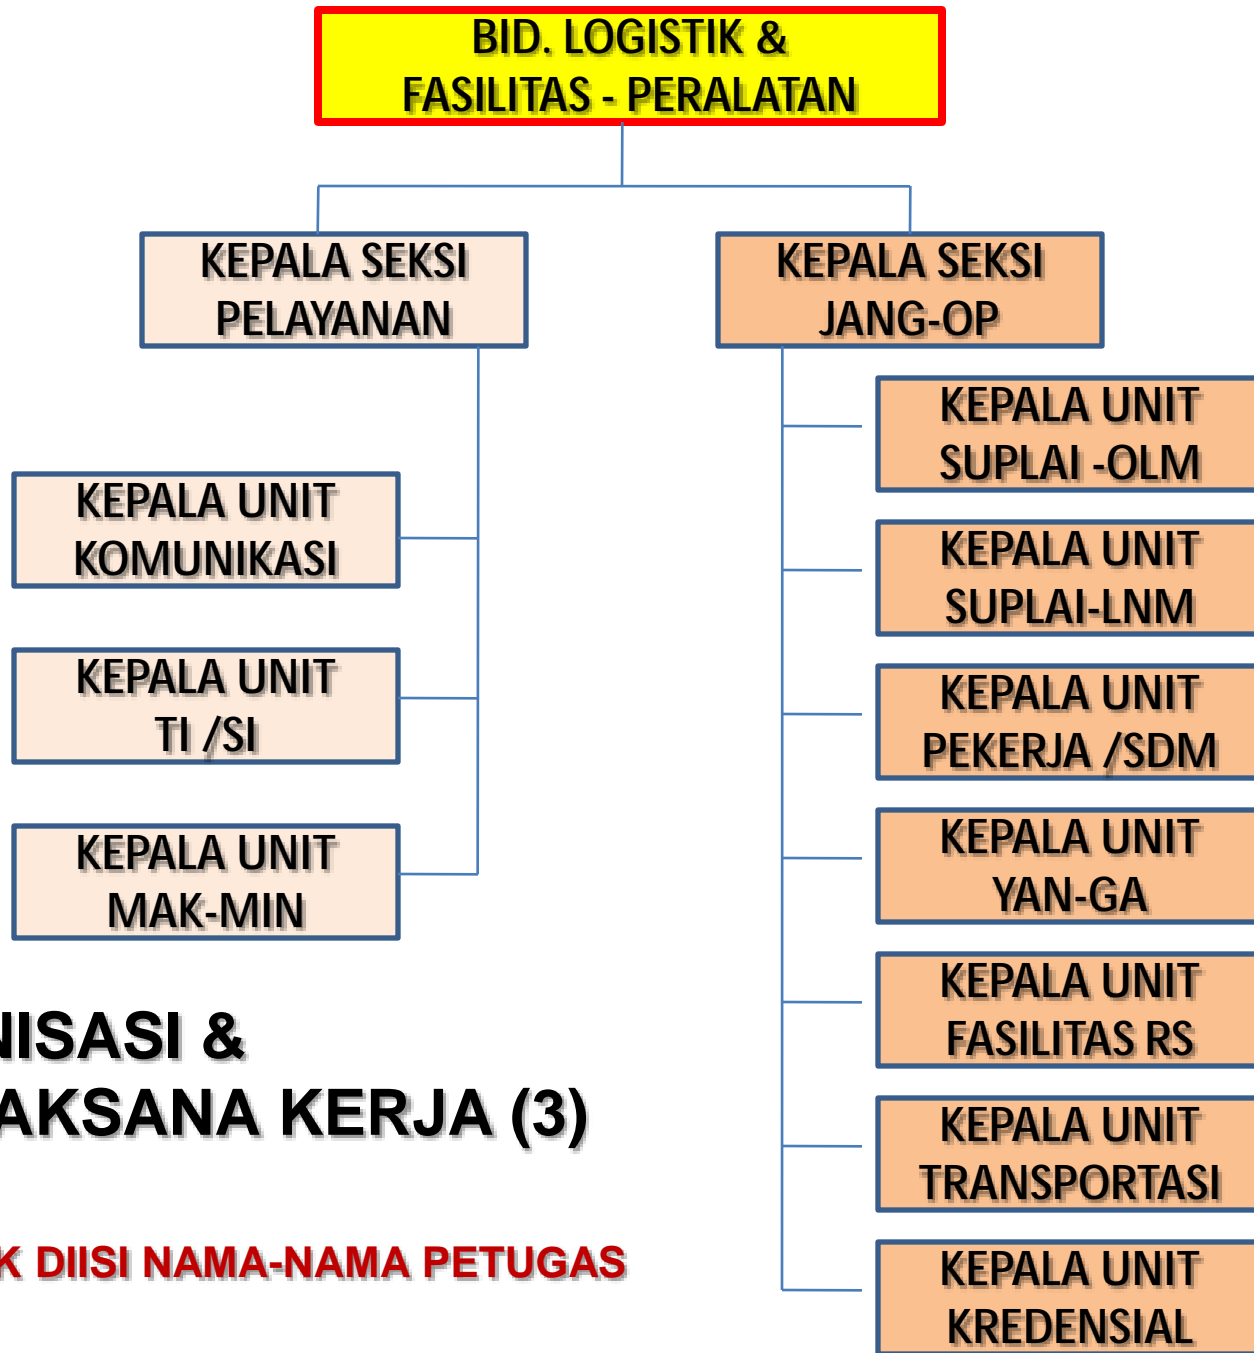 BID. LOGISTIK &
FASILITAS - PERALATAN
KEPALA SEKSI
PELAYANAN
KEPALA UNIT
KOMUNIKASI
KEPALA UNIT
TI /SI
KEPALA UNIT
MAK-MIN
KEPALA SEKSI
JANG-OP
KEPALA UNIT
SUPLAI -OLM
KEPALA UNIT
SUPLAI-LNM
KEPALA UNIT
PEKERJA /SDM
KEPALA UNIT
YAN-GA
KEPALA UNIT
FASILITAS RS
KEPALA UNIT
TRANSPORTASI
KEPALA UNIT
KREDENSIAL
NISASI &
AKSANA KERJA (3)
K DIISI NAMA-NAMA PETUGAS